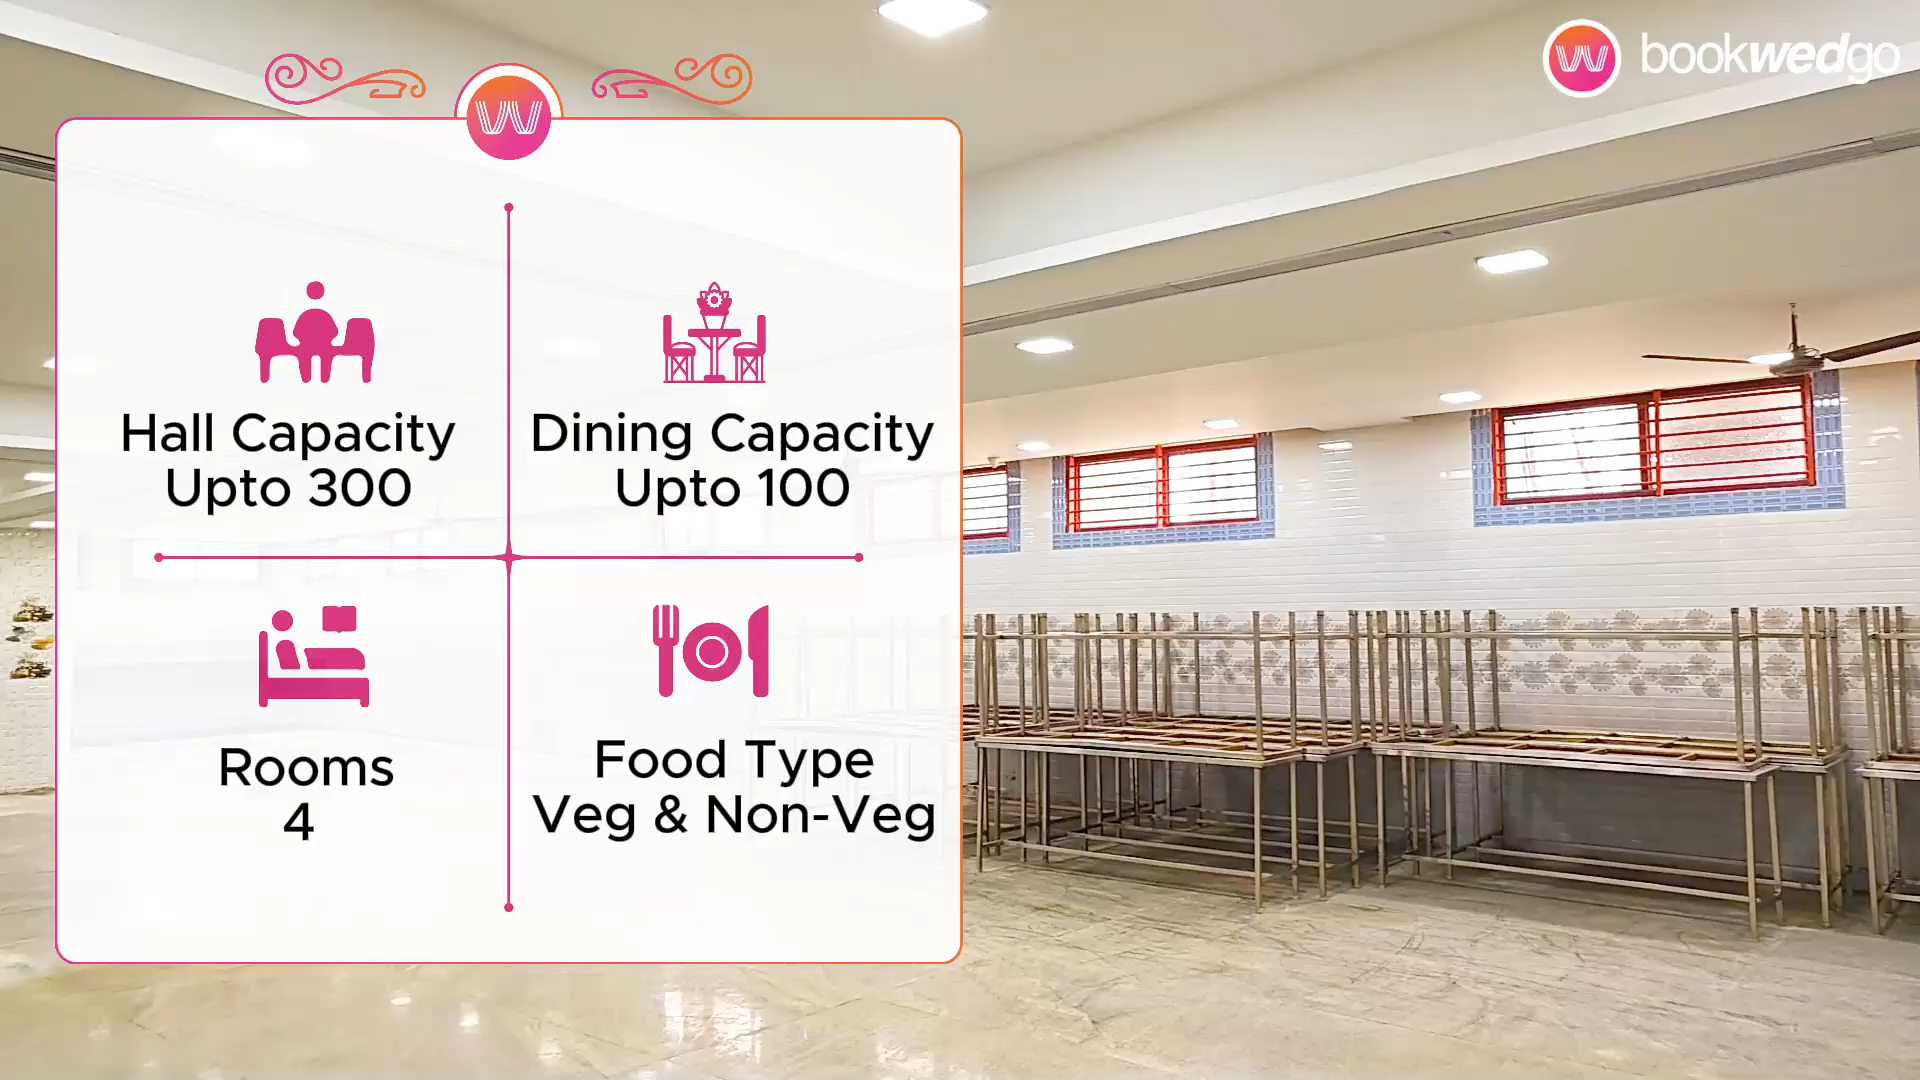 bookwedgo
Hall Capacity
Upto 300
Dining Capacity
Upto 100
Rooms
4
Food Type
Veg & Non-Veg